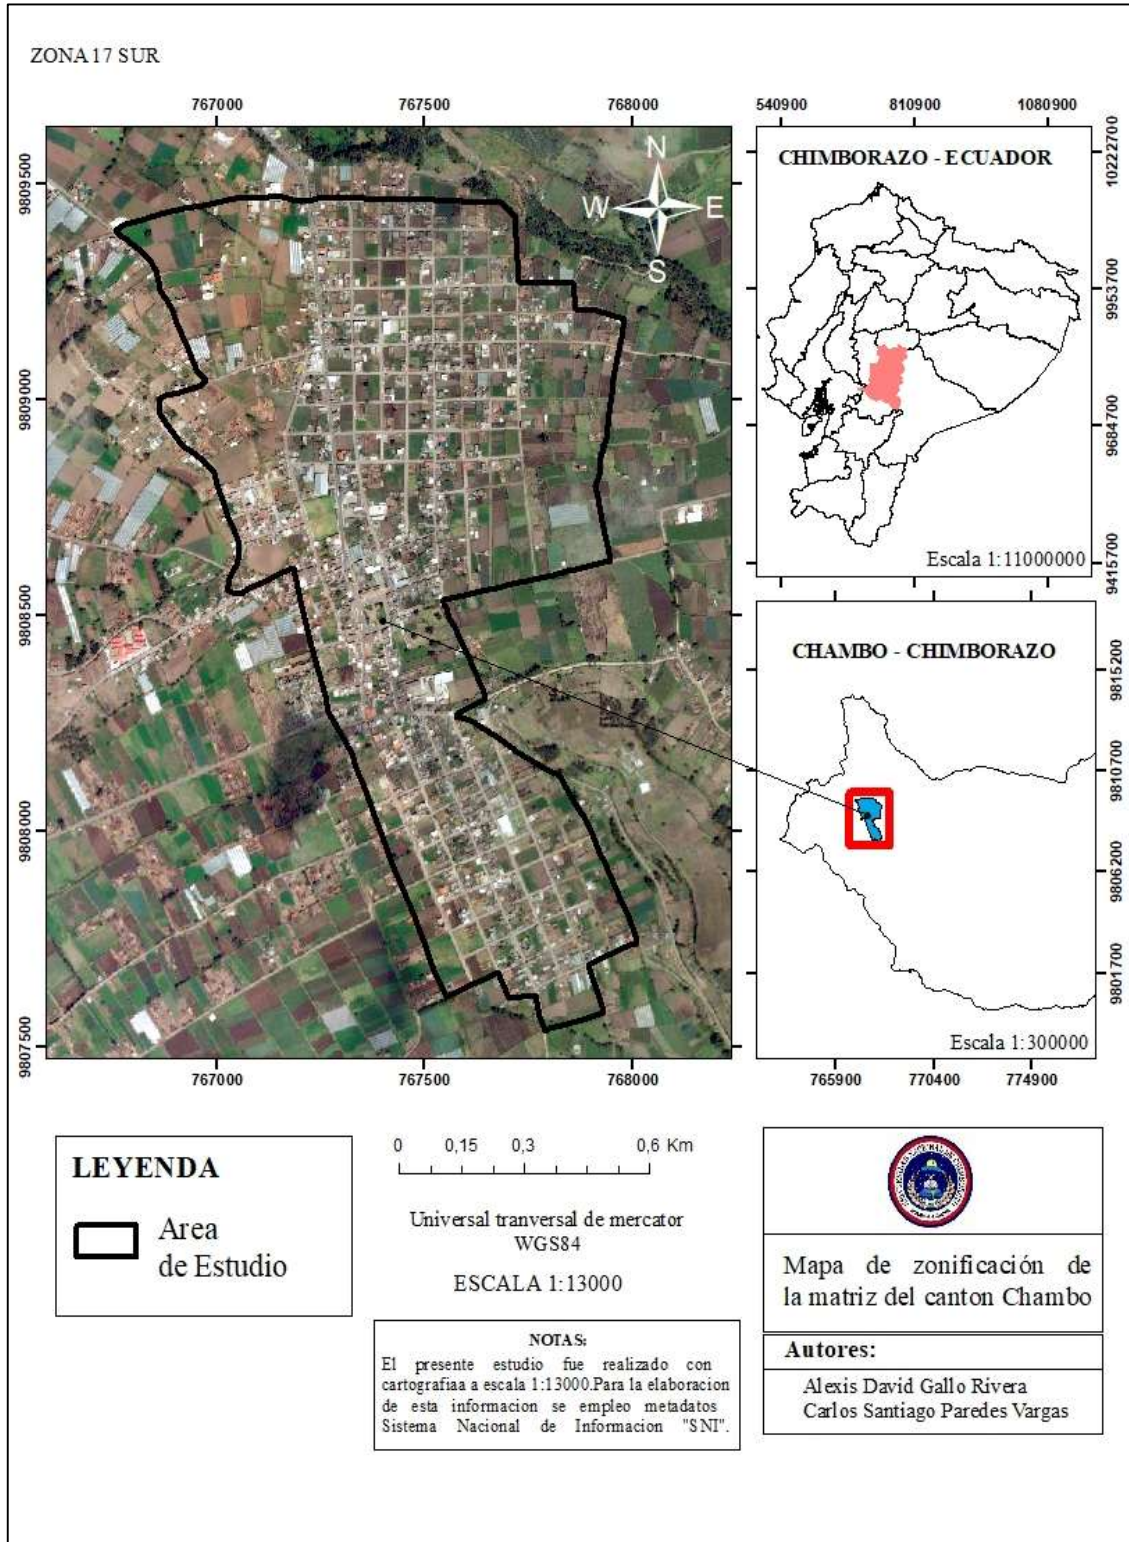 ZONA 17 SUR
767000
767500
768000
9809500
9809000
9808500
9808000
9807500
N
W
E
S
767000
767500
768000
540900
810900
1080900
CHIMBORAZO - ECUADOR
10222700
9953700
9684700
9415700
Escala 1:11000000
CHAMBO - CHIMBORAZO
9815200
9810700
9806200
9801700
Escala 1:300000
765900
770400
774900
LEYENDA
Area
de Estudio
0 0,15 0,3 0,6 Km
Universal tranversal de mercator
WGS84
ESCALA 1:13000
NOTAS:
El presente estudio fue realizado con
cartografiaa a escala 1:13000.Para la elaboracion
de esta informacion se empleo metadatos
Sistema Nacional de Informacion "SNI".
Mapa de zonificación de
la matriz del canton Chambo
Autores:
Alexis David Gallo Rivera
Carlos Santiago Paredes Vargas